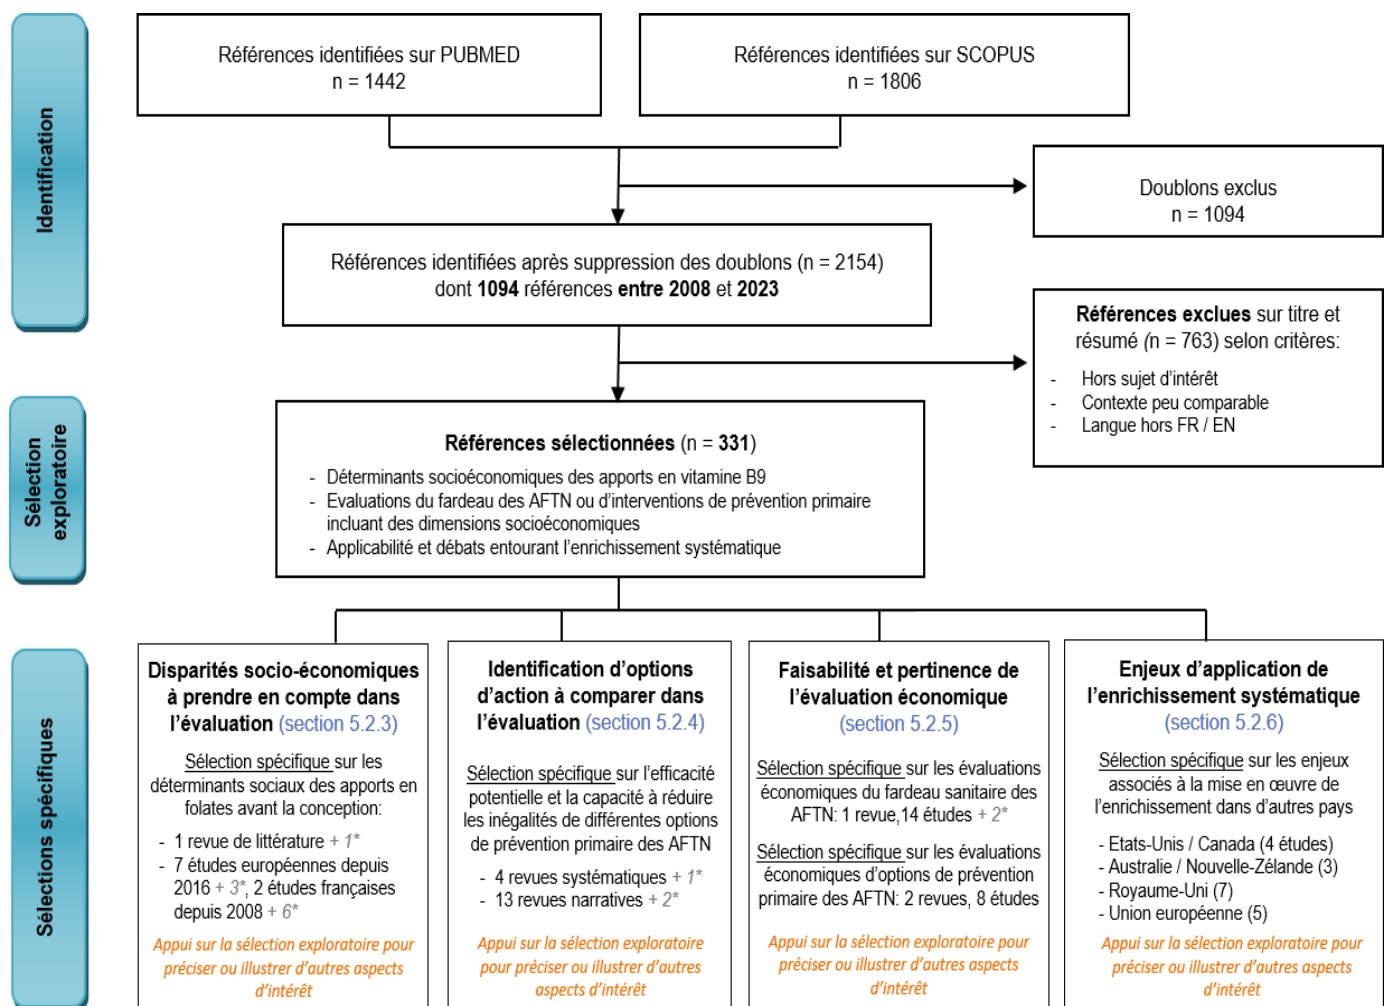 Identification
Références identifiées sur PUBMED
n = 1442
Références identifiées sur SCOPUS
n = 1806
Doublons exclus
n = 1094
Références identifiées après suppression des doublons (n = 2154)
dont 1094 références entre 2008 et 2023
Références exclues sur titre et
résumé (n = 763) selon critères:
- Hors sujet d'intérêt
- Contexte peu comparable
- Langue hors FR / EN
Sélection
exploratoire
Références sélectionnées (n = 331)
- Déterminants socioéconomiques des apports en vitamine B9
- Evaluations du fardeau des AFTN ou d'interventions de prévention primaire
incluant des dimensions socioéconomiques
- Applicabilité et débats entourant l'enrichissement systématique
Sélections spécifiques
Disparités socio-économiques
à prendre en compte dans
l'évaluation (section 5.2.3)
Sélection spécifique sur les
déterminants sociaux des apports en
folates avant la conception:
- 1 revue de littérature + 1*
- 7 études européennes depuis
2016 + 3*, 2 études françaises
depuis 2008 + 6*
Appui sur la sélection exploratoire pour
préciser ou illustrer d'autres aspects
d'intérêt
Identification d'options
d'action à comparer dans
l'évaluation (section 5.2.4)
Sélection spécifique sur l'efficacité
potentielle et la capacité à réduire
les inégalités de différentes options
de prévention primaire des AFTN
- 4 revues systématiques + 1*
- 13 revues narratives + 2*
Appui sur la sélection exploratoire
pour préciser ou illustrer d'autres
aspects d'intérêt
Faisabilité et pertinence de
l'évaluation économique
(section 5.2.5)
Sélection spécifique sur les évaluations
économiques du fardeau sanitaire des
AFTN: 1 revue,14 études + 2*
Sélection spécifique sur les évaluations
économiques d'options de prévention
primaire des AFTN: 2 revues, 8 études
Appui sur la sélection exploratoire pour
préciser ou illustrer d'autres aspects
d'intérêt
Enjeux d'application de
l'enrichissement systématique
(section 5.2.6)
Sélection spécifique sur les enjeux
associés à la mise en œuvre de
l'enrichissement dans d'autres pays
- Etats-Unis / Canada (4 études)
- Australie / Nouvelle-Zélande (3)
- Royaume-Uni (7)
- Union européenne (5)
Appui sur la sélection exploratoire pour
préciser ou illustrer d'autres aspects
d'intérêt